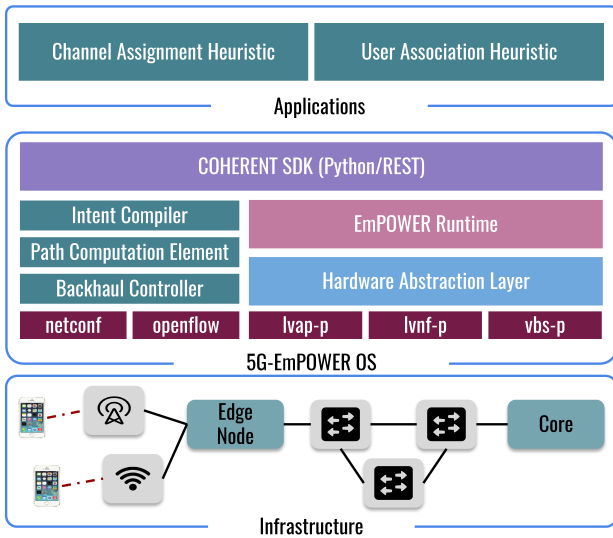 Channel Assignment Heuristic
User Association Heuristic
Applications
COHERENT SDK (Python/REST)
Intent Compiler
EmPOWER Runtime
Path Computation Element
Backhaul Controller
Hardware Abstraction Layer
netconf
openflow
lvap-p
lvnf-p
vbs-p
5G-EmPOWER OS
Edge
Node
Core
Infrastructure